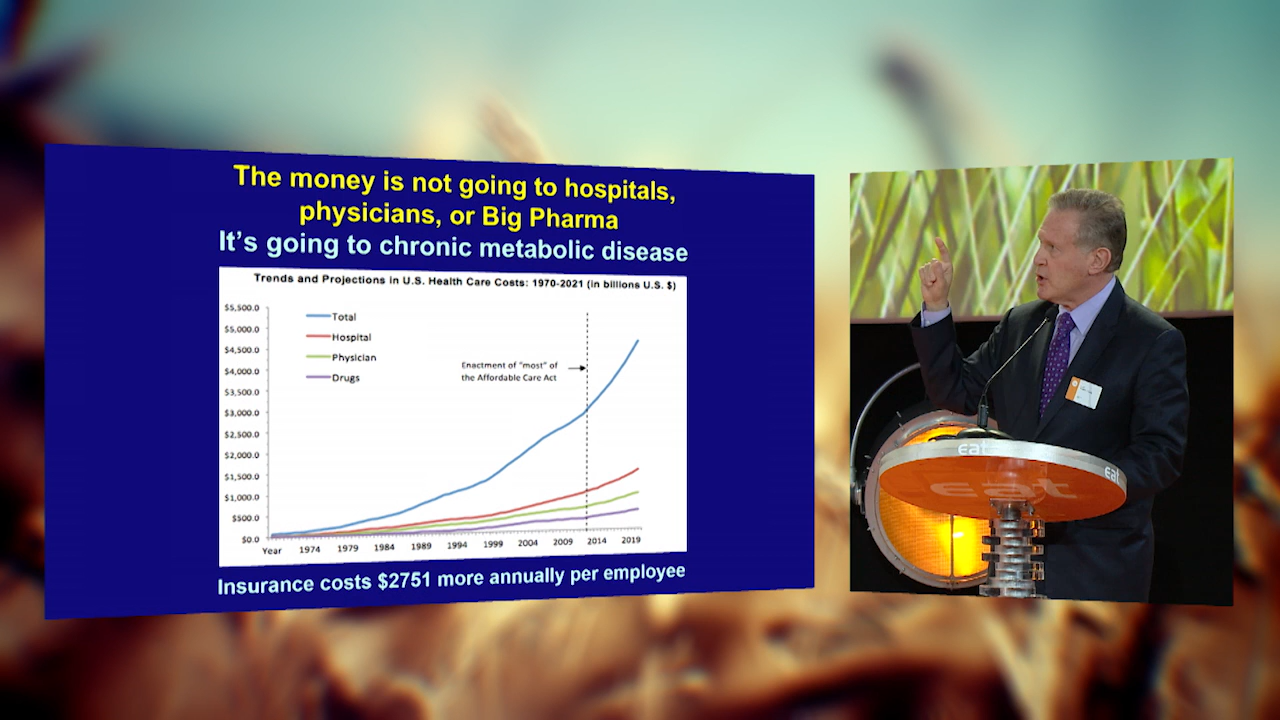 The money is not going to hospitals,
physicians, or Big Pharma
It's going to chronic metabolic disease
Trends and Projections in U.S. Health Care Costs: 1970-2021 (in billions U.S. $)
$5,500.0
$5,000.0
$4,500.0
$4,000.0
$3,500.0
$3,000.0
$2,500.0
$2,000.0
$1,500.0
$1,000.0
$500.0
$0.0
Total
Hospital
Physician
Drugs
Enactment of "most" of
the Affordable Care Act
Year 1974 1979 1984 1989 1994 1999 2004 2009 2014 2019
Insurance costs $2751 more annually per employee
eat
eat
eat